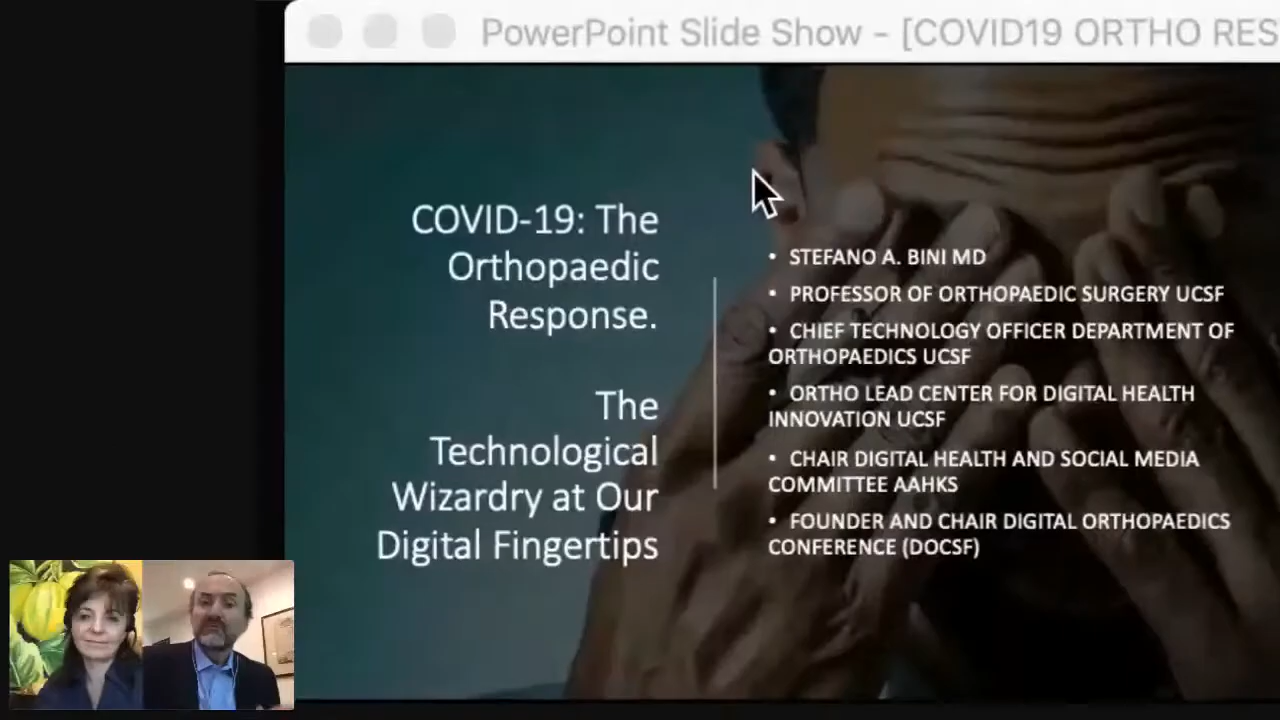 PowerPoint Slide Show - [COVID19 ORTHO RES
COVID-19: The
Orthopaedic
Response.
The
Technological
Wizardry at Our
Digital Fingertips
• STEFANO A. BINI MD
• PROFESSOR OF ORTHOPAEDIC SURGERY UCSF
• CHIEF TECHNOLOGY OFFICER DEPARTMENT OF
ORTHOPAEDICS UCSF
• ORTHO LEAD CENTER FOR DIGITAL HEALTH
INNOVATION UCSF
• CHAIR DIGITAL HEALTH AND SOCIAL MEDIA
COMMITTEE AAHKS
• FOUNDER AND CHAIR DIGITAL ORTHOPAEDICS
CONFERENCE (DOCSF)